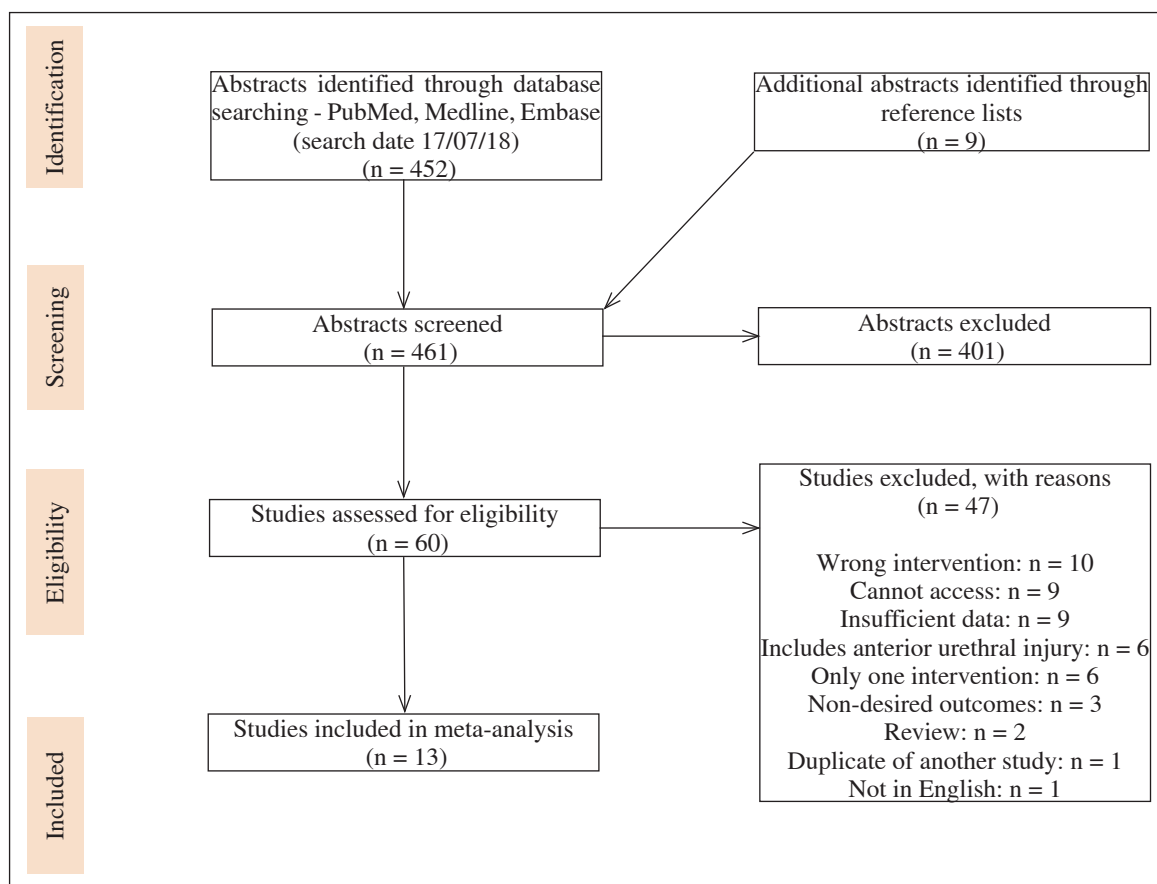 Identification
Abstracts identified through database
searching - PubMed, Medline, Embase
(search date 17/07/18)
(n = 452)
Additional abstracts identified through
reference lists
(n = 9)
Screening
Abstracts screened
(n = 461)
Abstracts excluded
(n = 401)
Eligibility
Studies assessed for eligibility
(n = 60)
Studies excluded, with reasons
(n = 47)
Wrong intervention: n = 10
Cannot access: n = 9
Insufficient data: n = 9
Includes anterior urethral injury: n = 6
Only one intervention: n = 6
Non-desired outcomes: n = 3
Review: n = 2
Duplicate of another study: n = 1
Not in English: n = 1
Included
Studies included in meta-analysis
(n = 13)